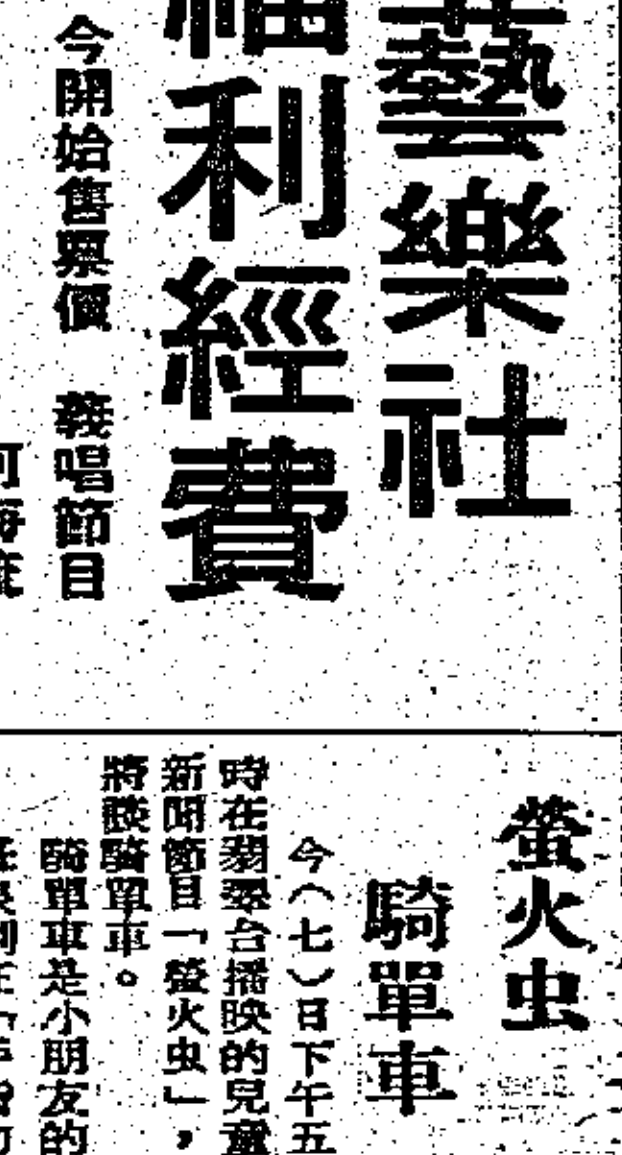 藝樂社
利經費
今開始售票價 義唱節目
螢火虫
騎單車
今(七)日下午五
時在翡翠台播映的兒童
新聞節目「螢火虫」,
將談騎單車。
騎單車是小朋友的